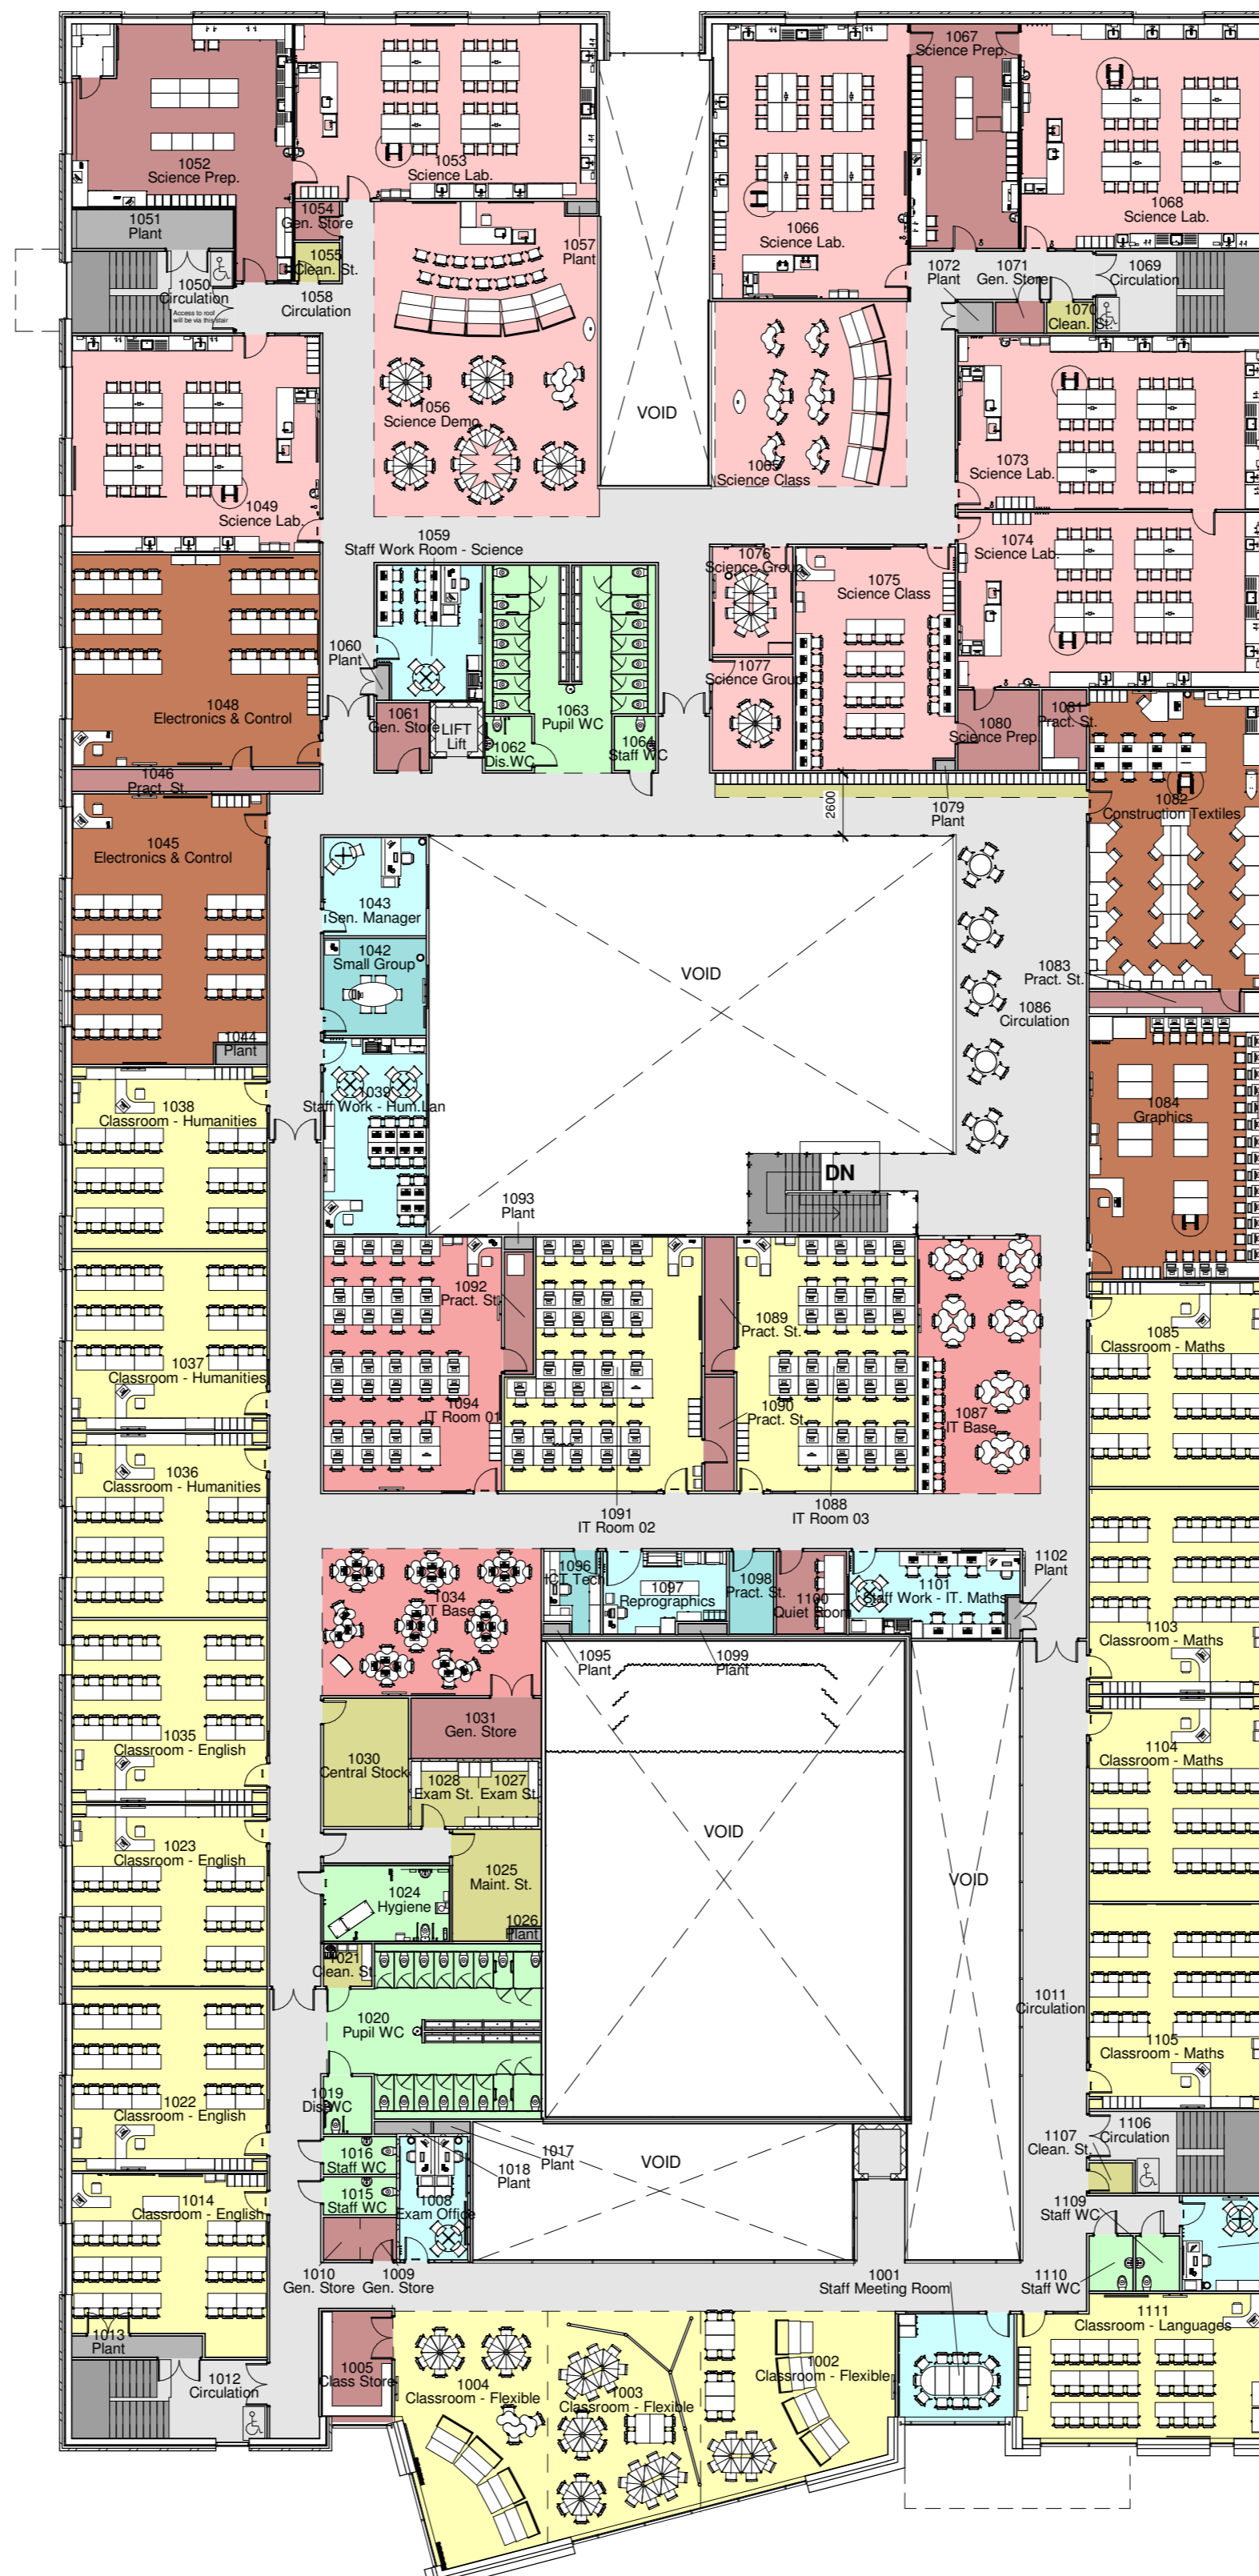 1067
Science Prep.
1052
Science Prep.
1053
Science Lab.
1068
Science Lab.
1051
Plant
1054
Gen. Store
1057
Plant
1066
Science Lab.
1055
Clean. St.
1050
Circulation
Access to roof
will be via this stair
1058
Circulation
1072
Plant
1071
Gen. Store
1069
Circulation
1070
Clean. St.
VOID
1056
Science Demo
1065
Science Class
1073
Science Lab.
1049
Science Lab.
1059
Staff Work Room - Science
1074
Science Lab.
1076
Science Group
1075
Science Class
1060
Plant
1077
Science Group
1048
Electronics & Control
1061
Gen. Store
LIFT
Lift
1063
Pupil WC
1062
Dis.WC
1064
Staff WC
1080
Science Prep.
1081
Pract. St.
1046
Pract. St.
2600
1079
Plant
1082
Construction Textiles
1045
Electronics & Control
1043
Sen. Manager
1042
Small Group
VOID
1083
Pract. St.
1086
Circulation
1044
Plant
1039
Staff Work - Hum.Lan
1038
Classroom - Humanities
1084
Graphics
DN
1093
Plant
1092
Pract. St.
1089
Pract. St.
1085
Classroom - Maths
1037
Classroom - Humanities
1094
IT Room 01
1090
Pract. St.
1087
IT Base
1036
Classroom - Humanities
1091
IT Room 02
1088
IT Room 03
1102
Plant
1096
ICT Tech
1097
Reprographics
1098
Pract. St.
1100
Quiet Room
1101
Staff Work - IT. Maths
1034
IT Base
1103
Classroom - Maths
1095
Plant
1099
Plant
1031
Gen. Store
1035
Classroom - English
1030
Central Stock
1028
Exam St.
1027
Exam St.
1104
Classroom - Maths
VOID
1023
Classroom - English
1025
Maint. St.
VOID
1024
Hygiene
1026
Plant
1021
Clean. St.
1011
Circulation
1020
Pupil WC
1105
Classroom - Maths
1022
Classroom - English
1019
Dis.WC
1106
Circulation
1107
Clean. St.
1016
Staff WC
1017
Plant
1018
Plant
VOID
1015
Staff WC
1008
Exam Office
1014
Classroom - English
1109
Staff WC
1010
Gen. Store
1009
Gen. Store
1001
Staff Meeting Room
1110
Staff WC
1111
Classroom - Languages
1013
Plant
1012
Circulation
1005
Class Store
1004
Classroom - Flexible
1003
Classroom - Flexible
1002
Classroom - Flexible